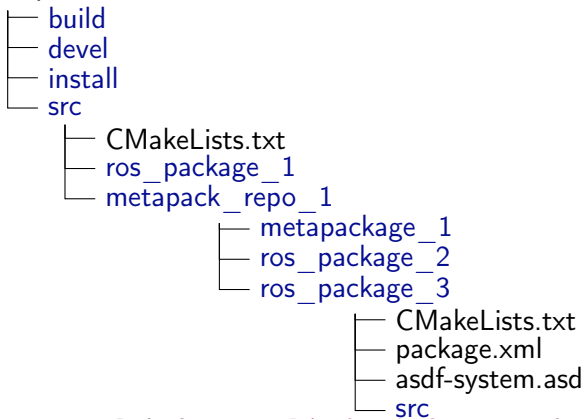 build
devel
install
src
CMakeLists.txt
ros_package_1
metapack_repo_1
metapackage_1
ros_package_2
ros_package_3
CMakeLists.txt
package.xml
asdf-system.asd
src